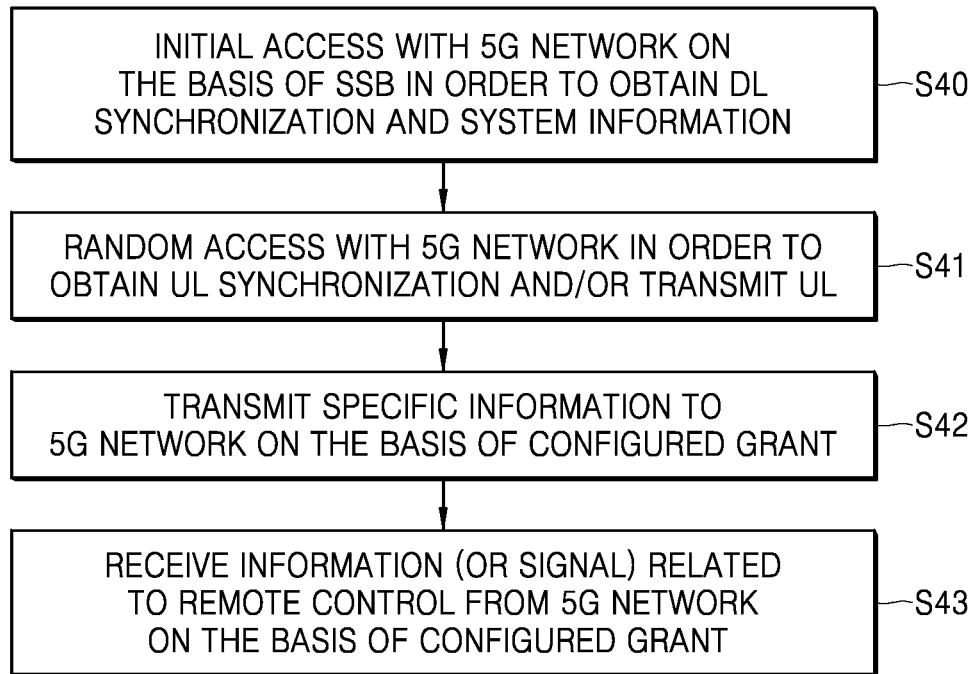 INITIAL ACCESS WITH 5G NETWORK ON
THE BASIS OF SSB IN ORDER TO OBTAIN DL
SYNCHRONIZATION AND SYSTEM INFORMATION
S40
RANDOM ACCESS WITH 5G NETWORK IN ORDER TO
OBTAIN UL SYNCHRONIZATION AND/OR TRANSMIT UL
S41
TRANSMIT SPECIFIC INFORMATION TO
5G NETWORK ON THE BASIS OF CONFIGURED GRANT
S42
RECEIVE INFORMATION (OR SIGNAL) RELATED
TO REMOTE CONTROL FROM 5G NETWORK
ON THE BASIS OF CONFIGURED GRANT
S43